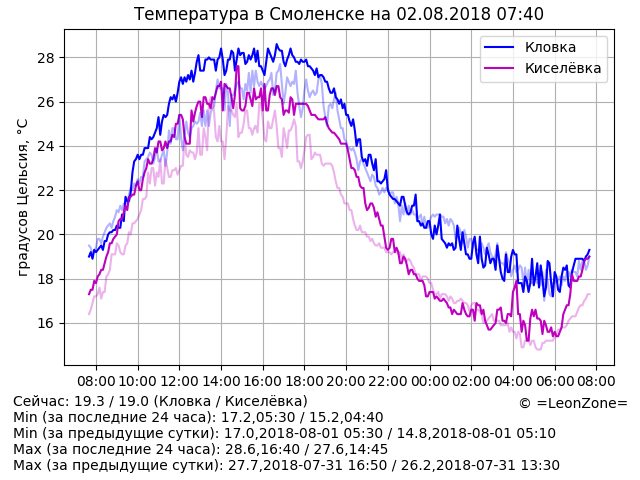 Температура в Смоленске на 02.08.2018 07:40
Кловка
Киселёвка
градусов Цельсия, °C
28
26
24
22
20
18
16
08:00 10:00 12:00 14:00 16:00 18:00 20:00 22:00 00:00 02:00 04:00 06:00 08:00
Сейчас: 19.3 / 19.0 (Кловка / Киселёвка)
© =LeonZone=
Min (за последние 24 часа): 17.2,05:30 / 15.2,04:40
Min (за предыдущие сутки): 17.0,2018-08-01 05:30 / 14.8,2018-08-01 05:10
Max (за последние 24 часа): 28.6,16:40 / 27.6,14:45
Max (за предыдущие сутки): 27.7,2018-07-31 16:50 / 26.2,2018-07-31 13:30